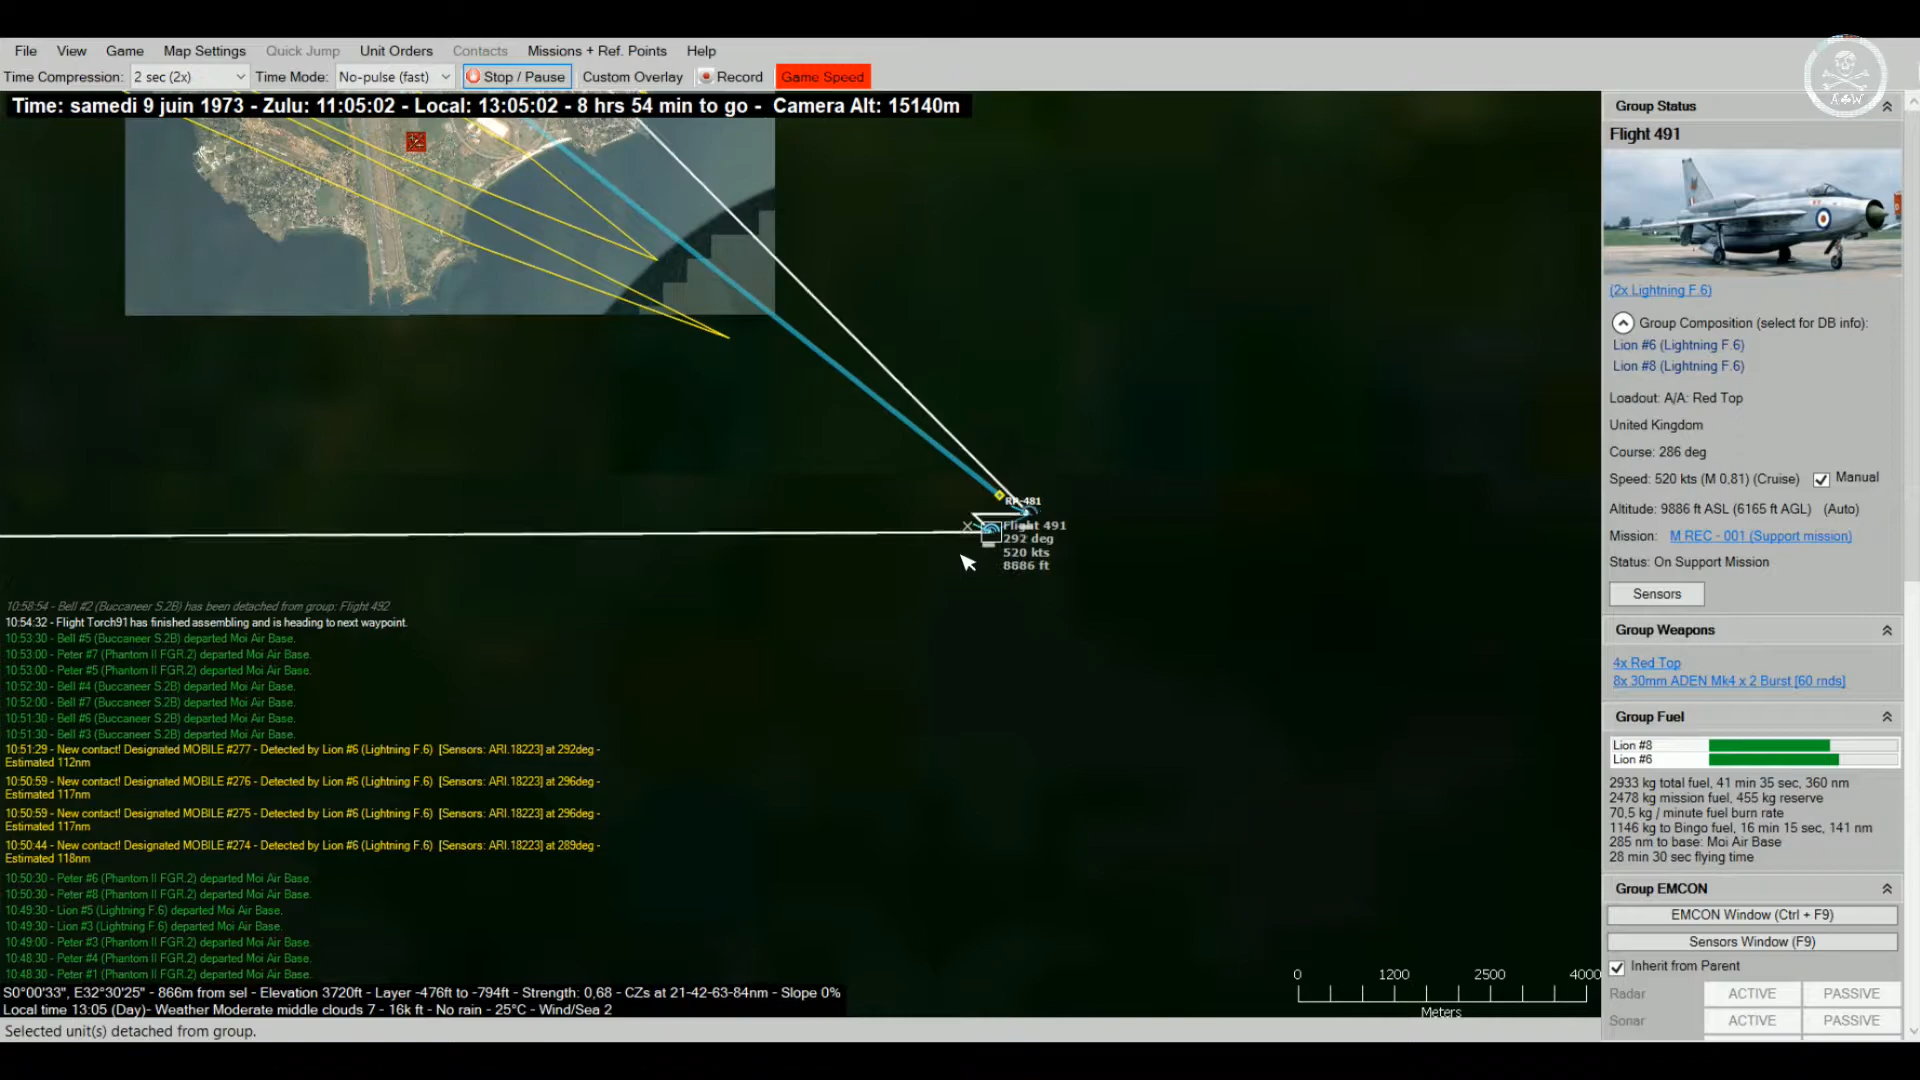 File View Game Map Settings Quick Jump Unit Orders Contacts Missions + Ref. Points Help
Time Compression: 2 sec (2x) Time Mode: No-pulse (fast) Stop / Pause Custom Overlay Record Game Speed
A&W
Time: samedi 9 juin 1973 - Zulu: 11:05:02 - Local: 13:05:02 - 8 hrs 54 min to go - Camera Alt: 15140m
RP-481
Flight 491
292 deg
520 kts
8686 ft
10:58:54 - Bell #2 (Buccaneer S.2B) has been detached from group: Flight 492
10:54:32 - Flight Torch91 has finished assembling and is heading to next waypoint.
10:53:30 - Bell #5 (Buccaneer S.2B) departed Moi Air Base.
10:53:00 - Peter #7 (Phantom II FGR.2) departed Moi Air Base.
10:53:00 - Peter #5 (Phantom II FGR.2) departed Moi Air Base.
10:52:30 - Bell #4 (Buccaneer S.2B) departed Moi Air Base.
10:52:00 - Bell #7 (Buccaneer S.2B) departed Moi Air Base.
10:51:30 - Bell #6 (Buccaneer S.2B) departed Moi Air Base.
10:51:30 - Bell #3 (Buccaneer S.2B) departed Moi Air Base.
10:51:29 - New contact! Designated MOBILE #277 - Detected by Lion #6 (Lightning F.6) [Sensors: ARI.18223] at 292deg -
Estimated 112nm
10:50:59 - New contact! Designated MOBILE #276 - Detected by Lion #6 (Lightning F.6) [Sensors: ARI.18223] at 296deg -
Estimated 117nm
10:50:59 - New contact! Designated MOBILE #275 - Detected by Lion #6 (Lightning F.6) [Sensors: ARI.18223] at 296deg -
Estimated 117nm
10:50:44 - New contact! Designated MOBILE #274 - Detected by Lion #6 (Lightning F.6) [Sensors: ARI.18223] at 289deg -
Estimated 118nm
10:50:30 - Peter #6 (Phantom II FGR.2) departed Moi Air Base.
10:50:30 - Peter #8 (Phantom II FGR.2) departed Moi Air Base.
10:49:30 - Lion #5 (Lightning F.6) departed Moi Air Base.
10:49:30 - Lion #3 (Lightning F.6) departed Moi Air Base.
10:49:00 - Peter #3 (Phantom II FGR.2) departed Moi Air Base.
10:48:30 - Peter #4 (Phantom II FGR.2) departed Moi Air Base.
10:48:30 - Peter #1 (Phantom II FGR.2) departed Moi Air Base.
S0°00'33", E32°30'25" - 866m from sel - Elevation 3720ft - Layer -476ft to -794ft - Strength: 0,68 - CZs at 21-42-63-84nm - Slope 0%
Local time 13:05 (Day)- Weather Moderate middle clouds 7 - 16k ft - No rain - 25°C - Wind/Sea 2
0 1200 2500 4000
Meters
Selected unit(s) detached from group.
Group Status
Flight 491
(2x Lightning F.6)
Group Composition (select for DB info):
Lion #6 (Lightning F.6)
Lion #8 (Lightning F.6)
Loadout: A/A: Red Top
United Kingdom
Course: 286 deg
Speed: 520 kts (M 0.81) (Cruise) Manual
Altitude: 9886 ft ASL (6165 ft AGL) (Auto)
Mission: M REC - 001 (Support mission)
Status: On Support Mission
Sensors
Group Weapons
4x Red Top
8x 30mm ADEN Mk4 x 2 Burst [60 rnds]
Group Fuel
Lion #8
Lion #6
2933 kg total fuel, 41 min 35 sec, 360 nm
2478 kg mission fuel, 455 kg reserve
70,5 kg / minute fuel burn rate
1146 kg to Bingo fuel, 16 min 15 sec, 141 nm
285 nm to base: Moi Air Base
28 min 30 sec flying time
Group EMCON
EMCON Window (Ctrl + F9)
Sensors Window (F9)
Inherit from Parent
Radar ACTIVE PASSIVE
Sonar ACTIVE PASSIVE